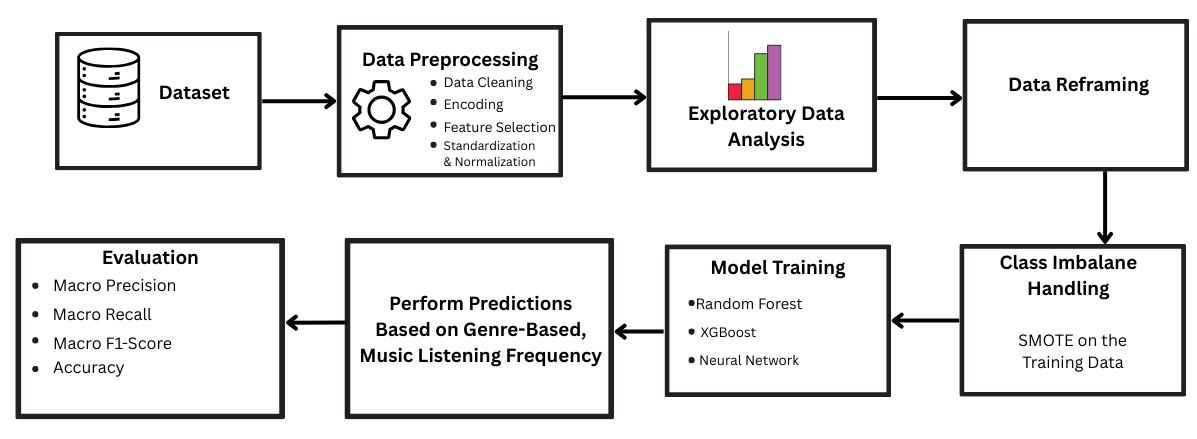 Dataset
Data Preprocessing
• Data Cleaning
• Encoding
• Feature Selection
• Standardization
& Normalization
Exploratory Data
Analysis
Data Reframing
Class Imbalane
Handling
SMOTE on the
Training Data
Model Training
•Random Forest
• XGBoost
• Neural Network
Perform Predictions
Based on Genre-Based,
Music Listening Frequency
Evaluation
• Macro Precision
• Macro Recall
• Macro F1-Score
• Accuracy